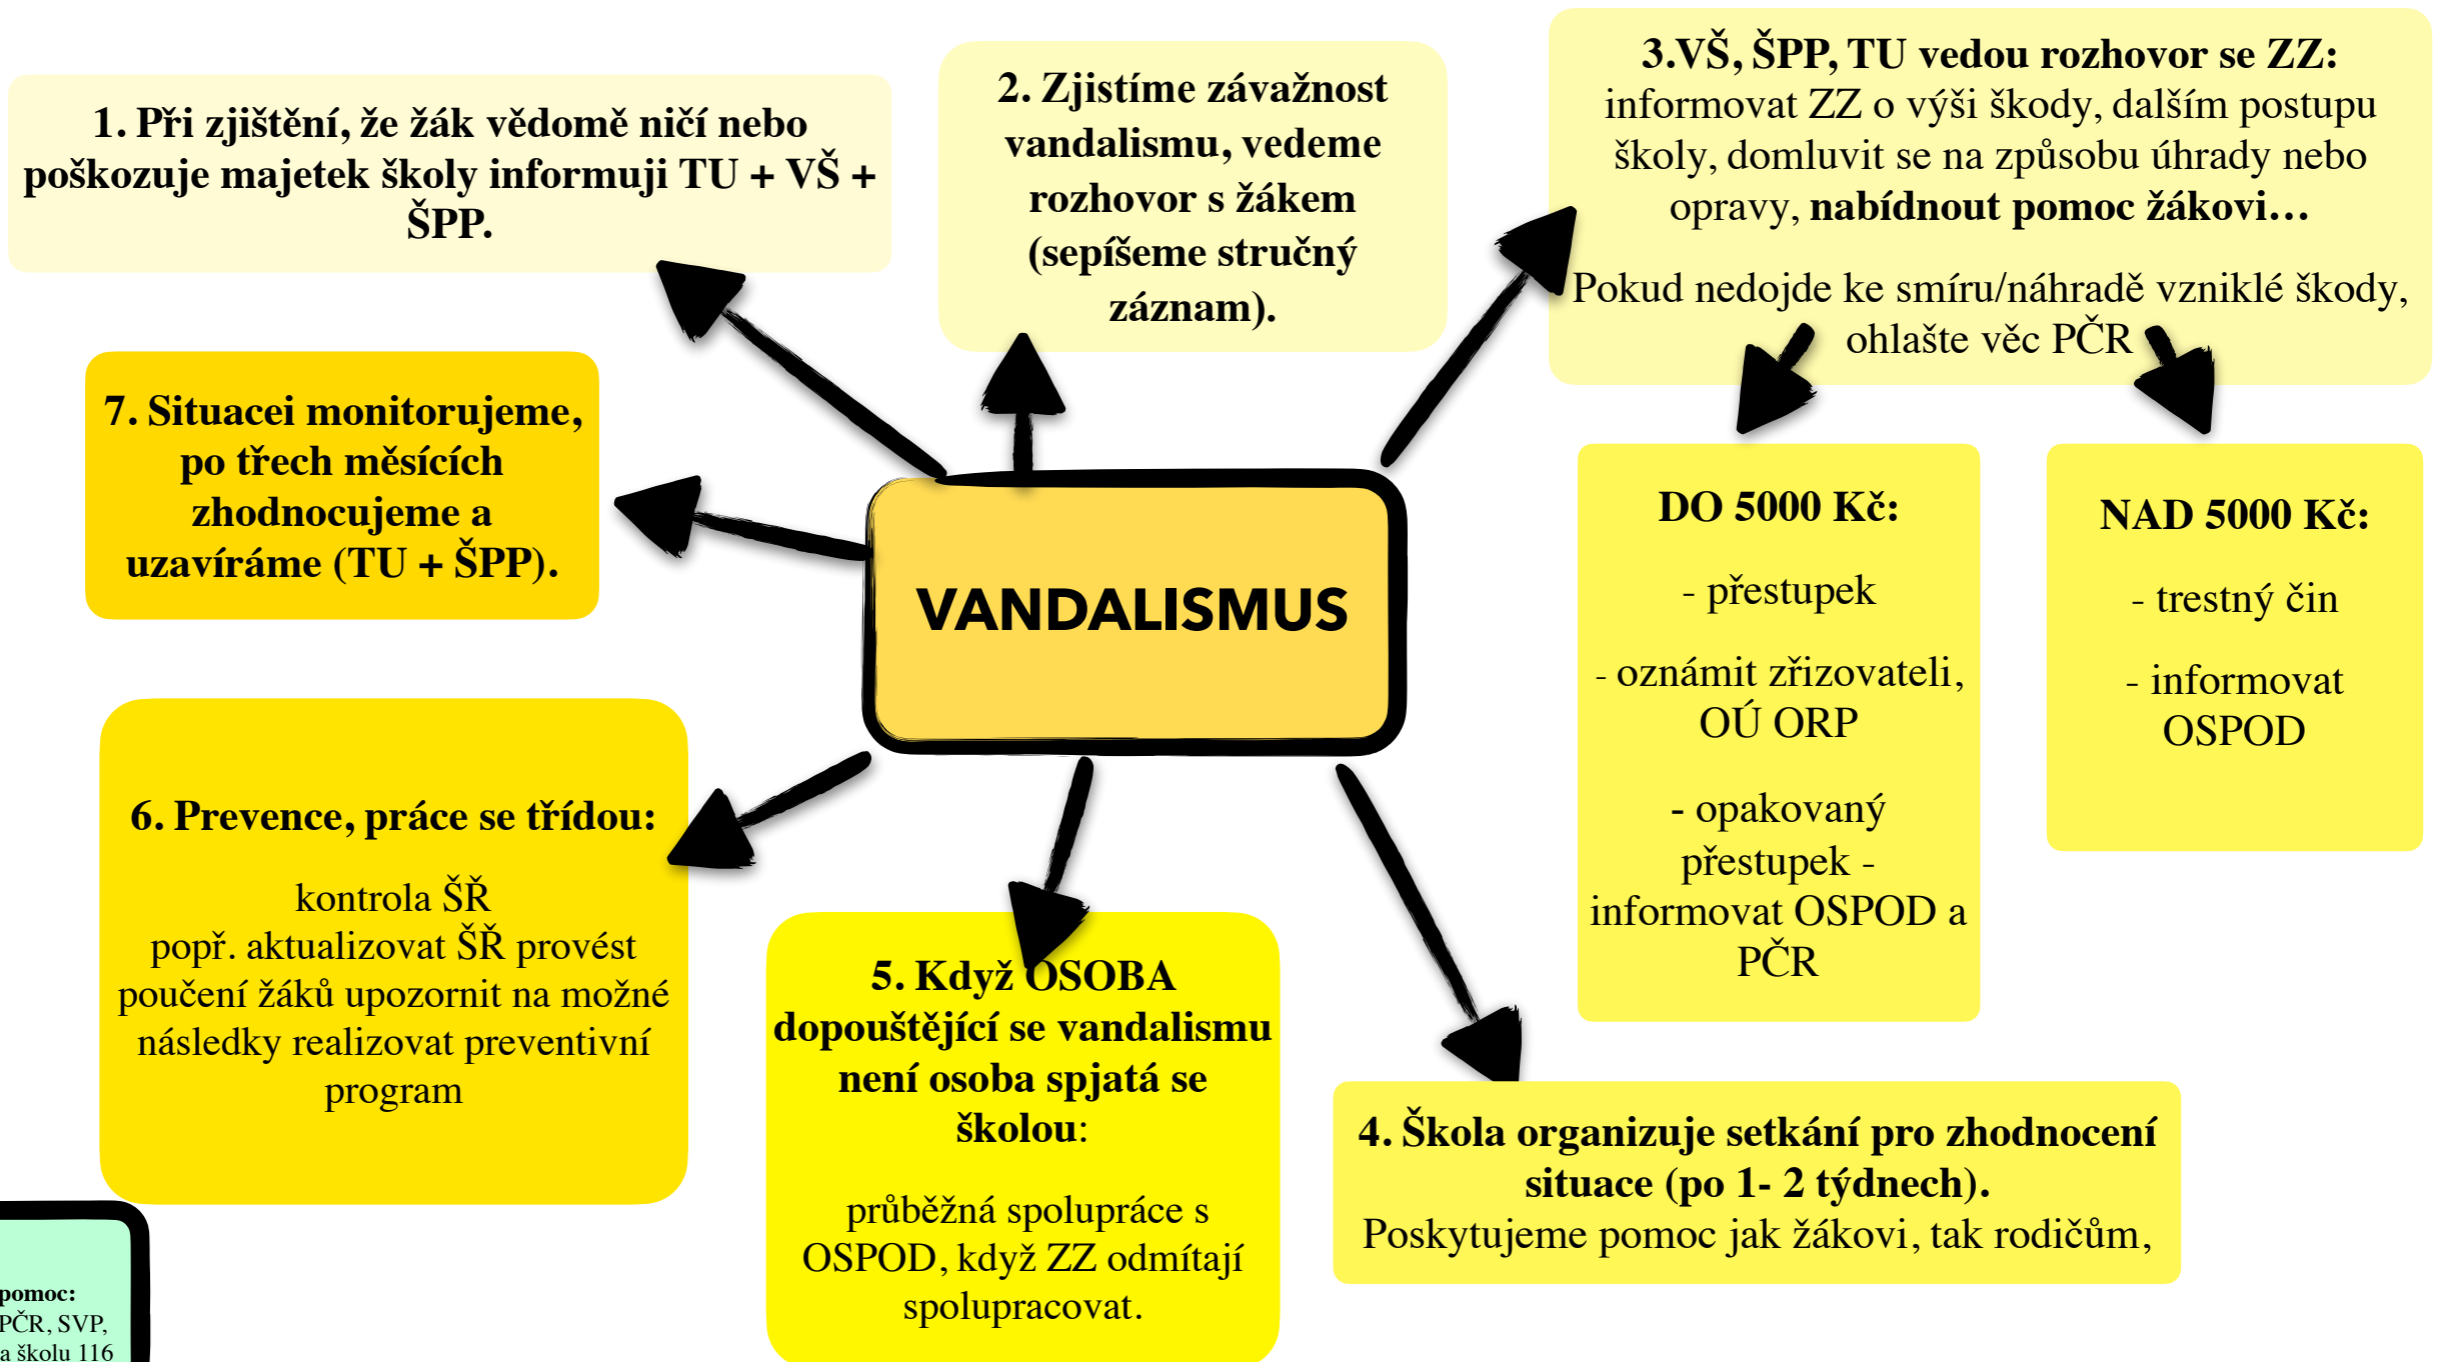 1. Při zjištění, že žák vědomě ničí nebo
poškozuje majetek školy informuji TU + VŠ +
ŠPP.
2. Zjistíme závažnost
vandalismu, vedeme
rozhovor s žákem
(sepíšeme stručný
záznam).
3.VŠ, ŠPP, TU vedou rozhovor se ZZ:
informovat ZZ o výši škody, dalším postupu
školy, domluvit se na způsobu úhrady nebo
opravy, nabídnout pomoc žákovi…
Pokud nedojde ke smíru/náhradě vzniklé škody,
ohlašte věc PČR
DO 5000 Kč:
- přestupek
- oznámit zřizovateli,
OÚ ORP
- opakovaný
přestupek -
informovat OSPOD a
PČR
NAD 5000 Kč:
- trestný čin
- informovat
OSPOD
VANDALISMUS
4. Škola organizuje setkání pro zhodnocení
situace (po 1- 2 týdnech).
Poskytujeme pomoc jak žákovi, tak rodičům,
5. Když OSOBA
dopouštějící se vandalismu
není osoba spjatá se
školou:
průběžná spolupráce s
OSPOD, když ZZ odmítají
spolupracovat.
6. Prevence, práce se třídou:
kontrola ŠŘ
popř. aktualizovat ŠŘ provést
poučení žáků upozornit na možné
následky realizovat preventivní
program
7. Situacei monitorujeme,
po třech měsících
zhodnocujeme a
uzavíráme (TU + ŠPP).
pomoc:
PČR, SVP,
a školu 116